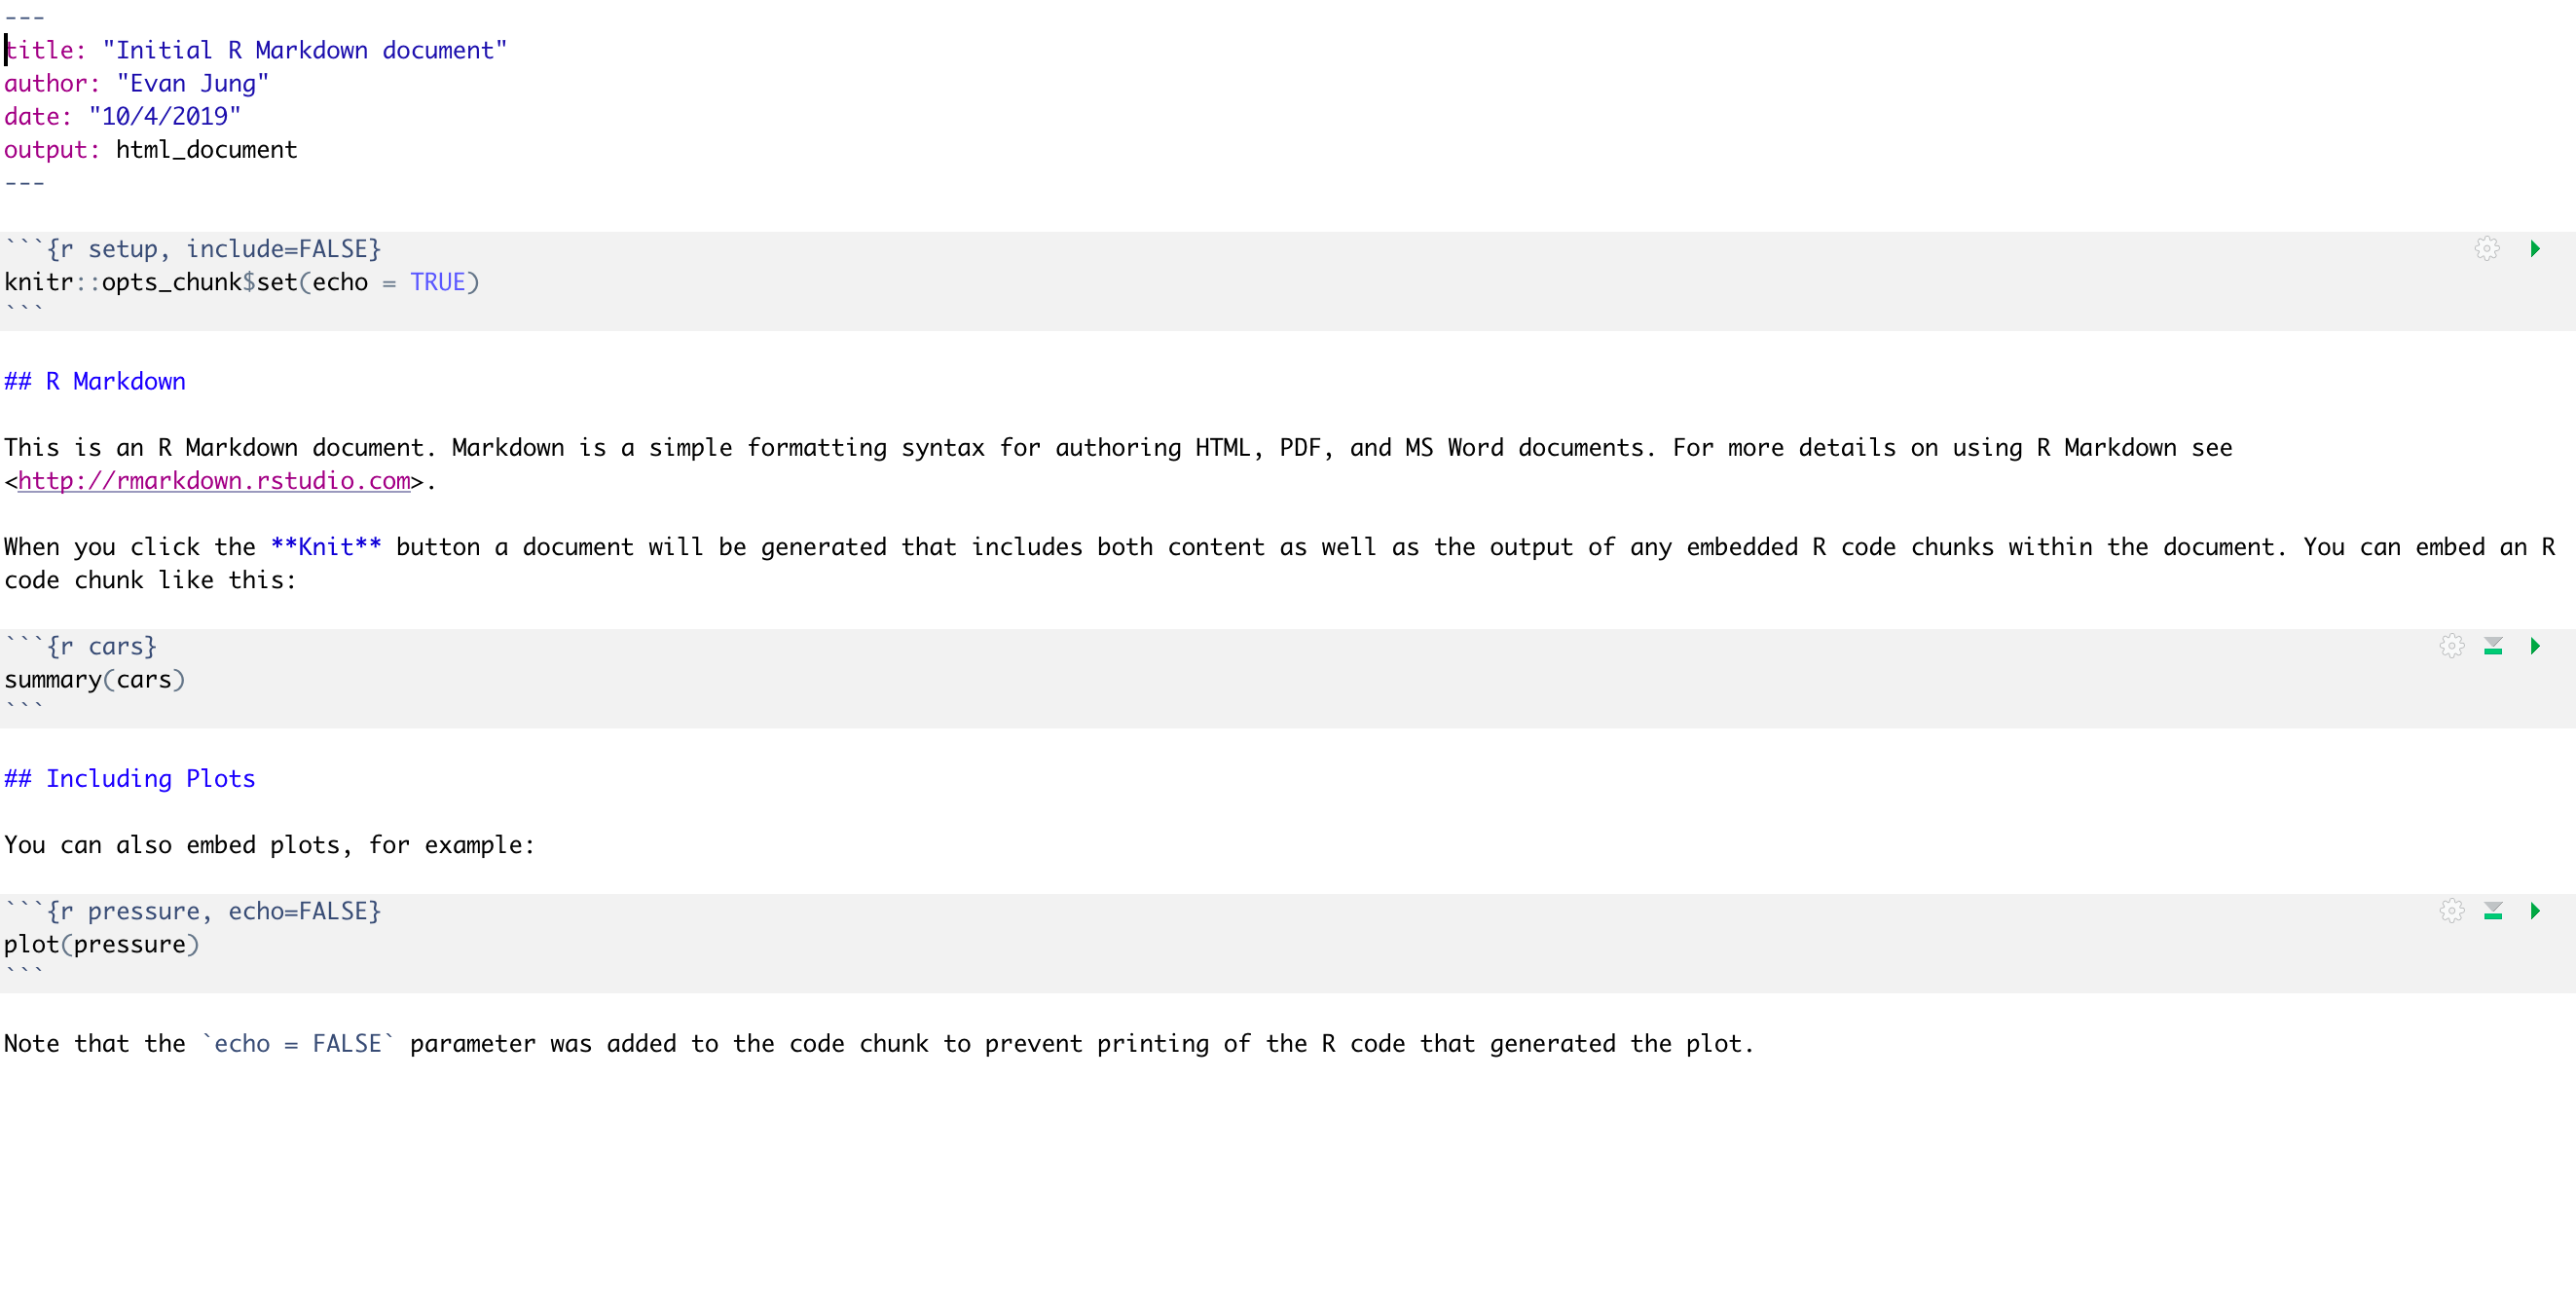 ---
title: "Initial R Markdown document"
author: "Evan Jung"
date: "10/4/2019"
output: html_document
---
```{r setup, include=FALSE}
knitr::opts_chunk$set(echo = TRUE)
```
## R Markdown
This is an R Markdown document. Markdown is a simple formatting syntax for authoring HTML, PDF, and MS Word documents. For more details on using R Markdown see
<http://rmarkdown.rstudio.com>.
When you click the **Knit** button a document will be generated that includes both content as well as the output of any embedded R code chunks within the document. You can embed an R
code chunk like this:
```{r cars}
summary(cars)
```
## Including Plots
You can also embed plots, for example:
```{r pressure, echo=FALSE}
plot(pressure)
```
Note that the `echo = FALSE` parameter was added to the code chunk to prevent printing of the R code that generated the plot.